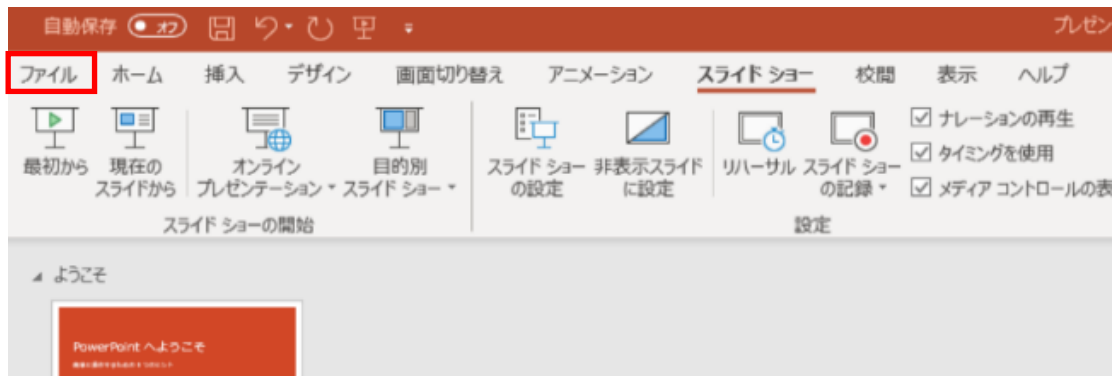 自動保存 オフ
プレゼン
ファイル ホーム 挿入 デザイン 画面切り替え アニメーション スライド ショー 校閲 表示 ヘルプ
最初から 現在の スライドから オンライン プレゼンテーション 目的別 スライド ショー スライド ショー の設定 非表示スライド に設定 リハーサル スライド ショー の記録
ナレーションの再生
タイミングを使用
メディア コントロールの表
スライド ショーの開始 設定
ようこそ
PowerPoint へようこそ